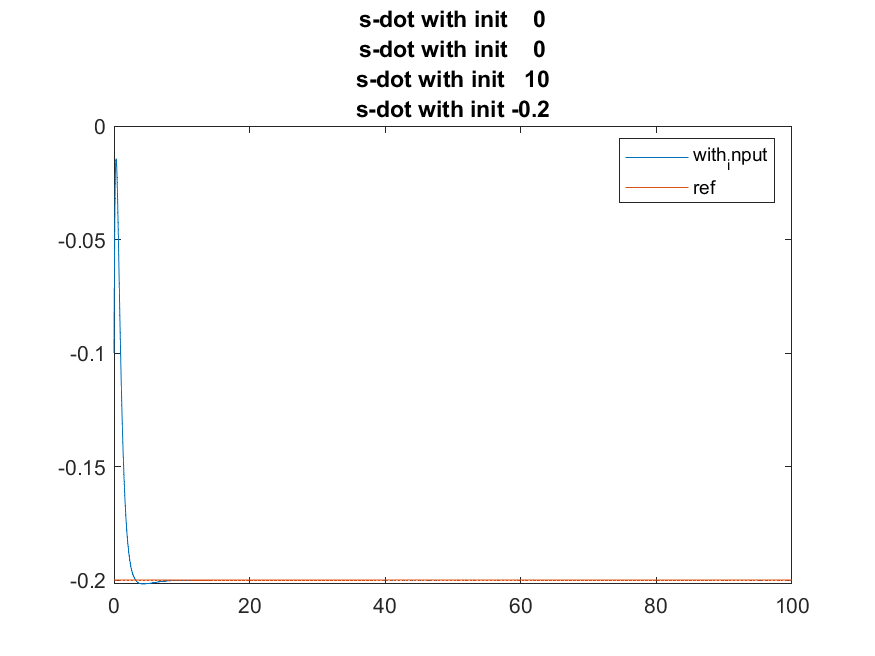 s-dot with init 0
s-dot with init 0
s-dot with init 10
s-dot with init -0.2
0
with_input
ref
-0.05
-0.1
-0.15
-0.2
0 20 40 60 80 100